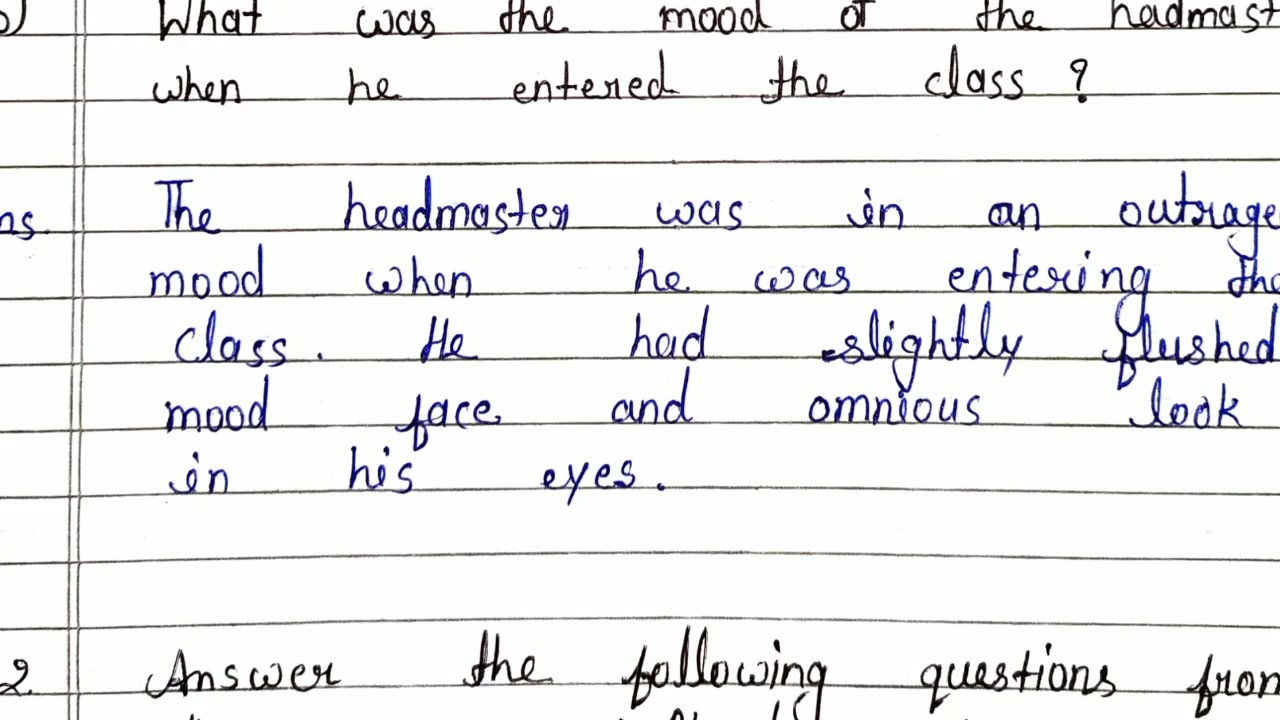 b) What was the mood of the headmast
when he entered the class ?
ns. The headmaster was in an outrage
mood when he was entering the
class. He had slightly flushed
mood face and omnious look
in his eyes.
2. Answer the following questions from